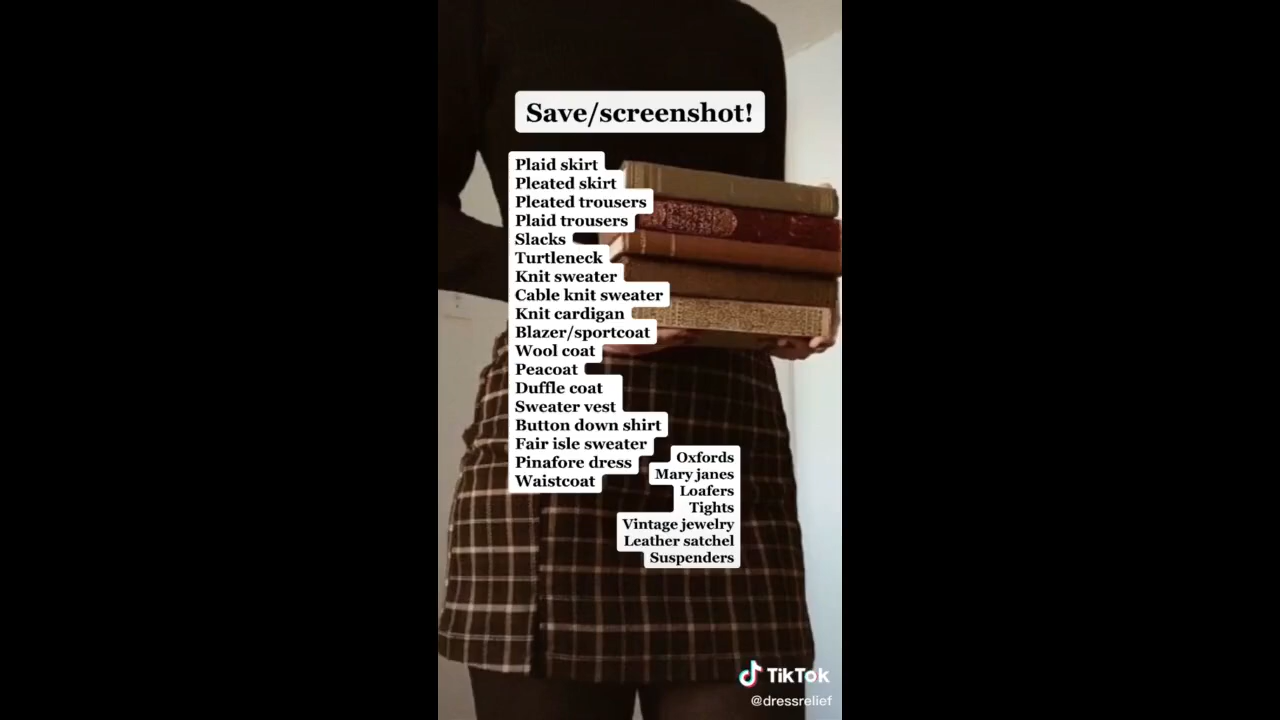 Save/screenshot!
Plaid skirt
Pleated skirt
Pleated trousers
Plaid trousers
Slacks
Turtleneck
Knit sweater
Cable knit sweater
Knit cardigan
Blazer/sportcoat
Wool coat
Peacoat
Duffle coat
Sweater vest
Button down shirt
Fair isle sweater
Pinafore dress
Waistcoat
Oxfords
Mary janes
Loafers
Tights
Vintage jewelry
Leather satchel
Suspenders
TikTok
@dressrelief